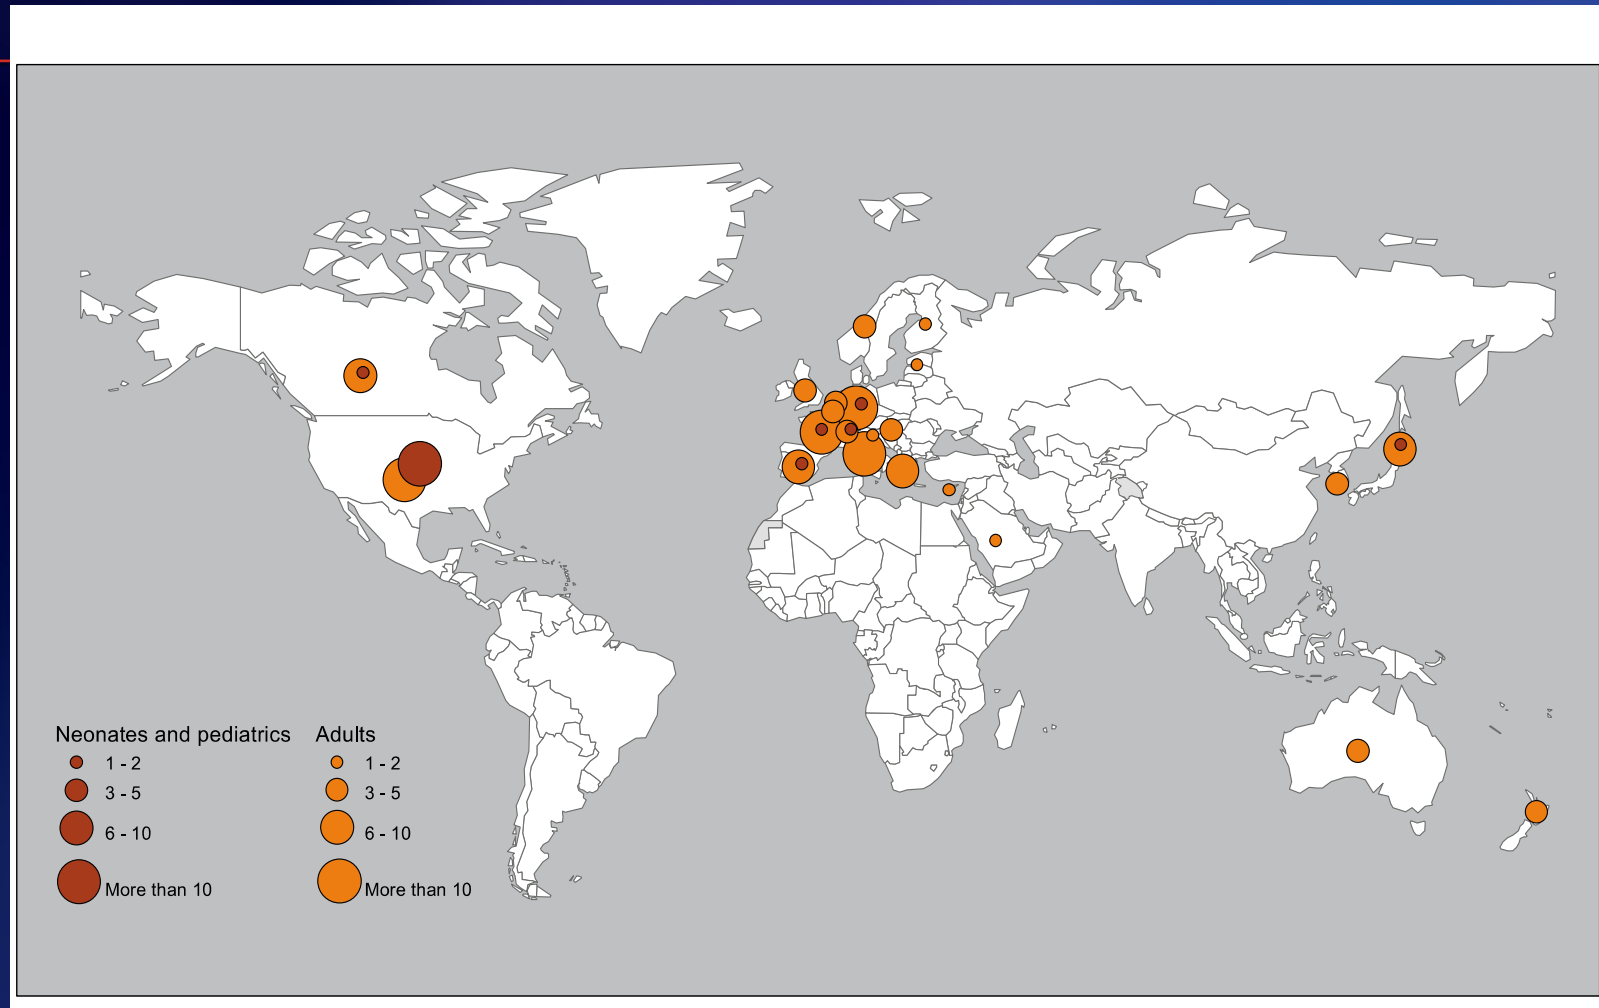 Neonates and pediatrics Adults
1 - 2 1 - 2
3 - 5 3 - 5
6 - 10 6 - 10
More than 10 More than 10